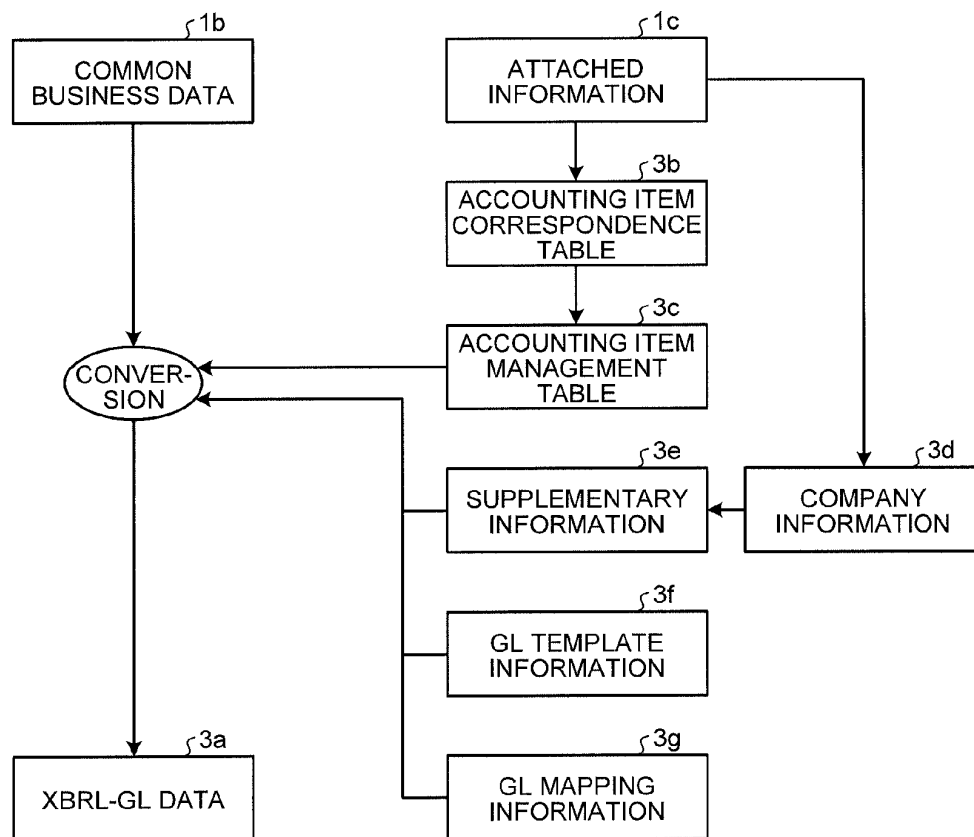 1b
COMMON
BUSINESS DATA
1c
ATTACHED
INFORMATION
3b
ACCOUNTING ITEM
CORRESPONDENCE
TABLE
3c
ACCOUNTING ITEM
MANAGEMENT
TABLE
CONVER-
SION
3e
SUPPLEMENTARY
INFORMATION
3d
COMPANY
INFORMATION
3f
GL TEMPLATE
INFORMATION
3a
XBRL-GL DATA
3g
GL MAPPING
INFORMATION